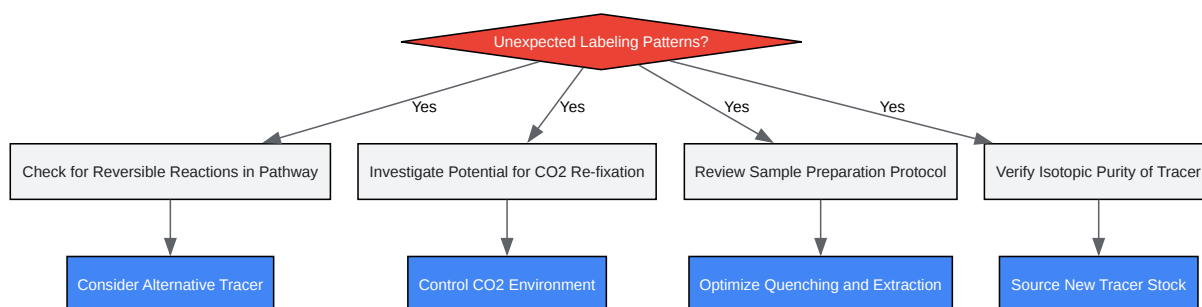 Unexpected Labeling Patterns?
Yes
Yes
Yes
Yes
Check for Reversible Reactions in Pathway
Investigate Potential for CO2 Re-fixation
Review Sample Preparation Protocol
Verify Isotopic Purity of Tracer
Consider Alternative Tracer
Control CO2 Environment
Optimize Quenching and Extraction
Source New Tracer Stock